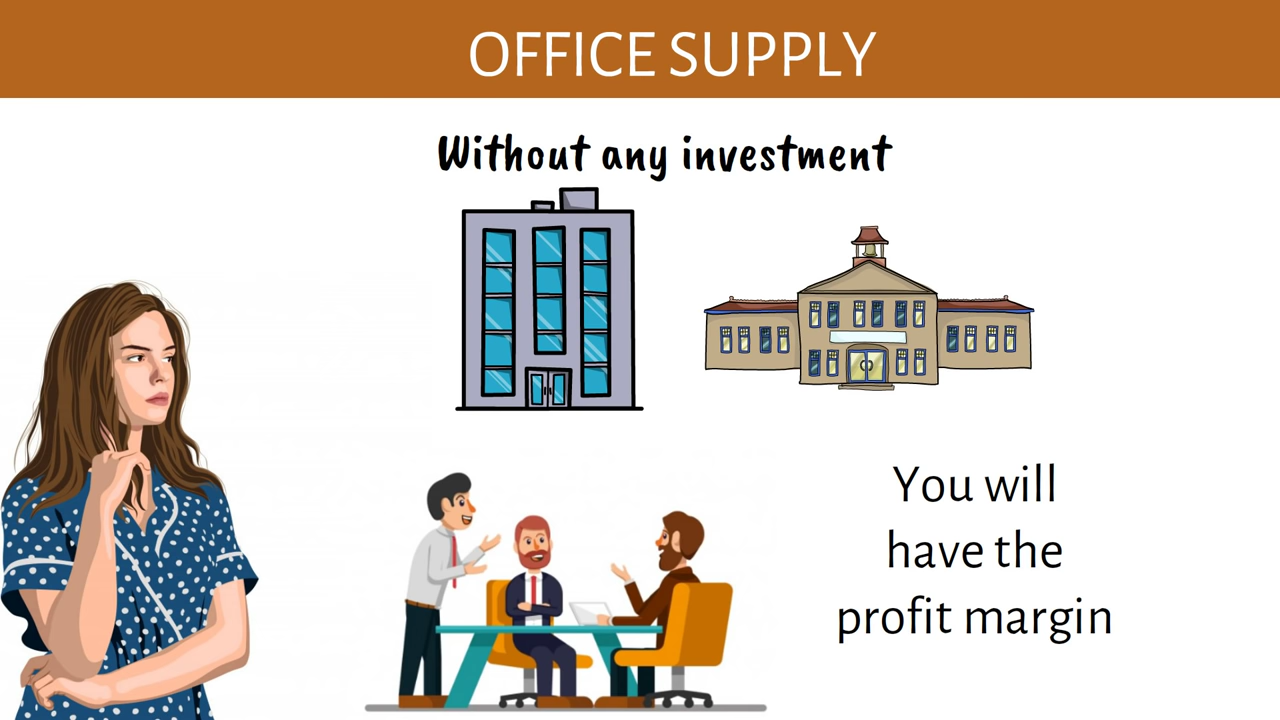 OFFICE SUPPLY
Without any investment
You will
have the
profit margin